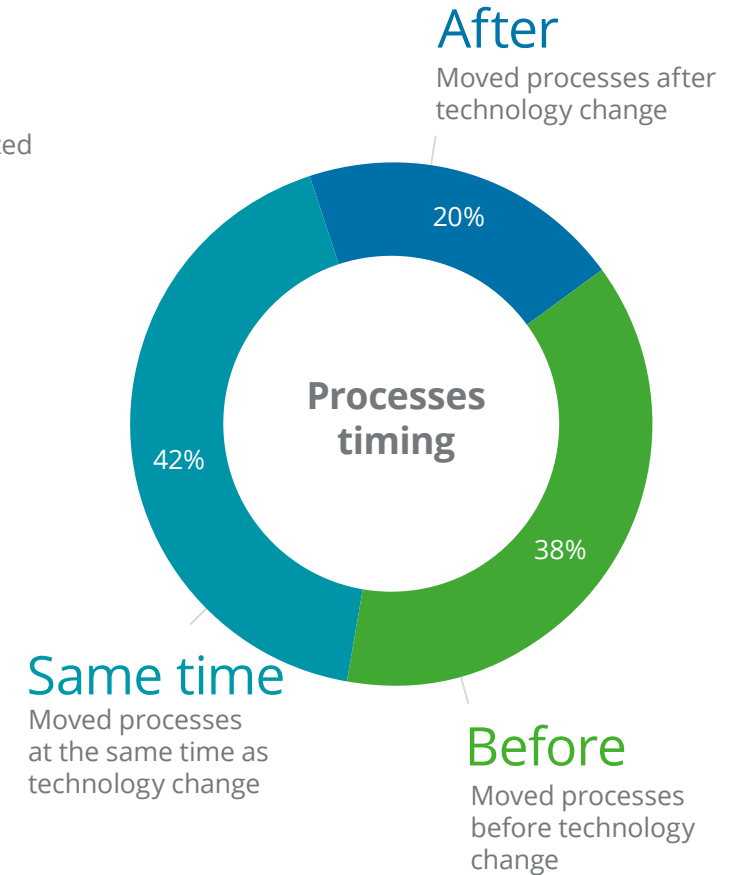 After
Moved processes after
technology change
20%
Processes
timing
42%
38%
Same time
Moved processes
at the same time as
technology change
Before
Moved processes
before technology
change